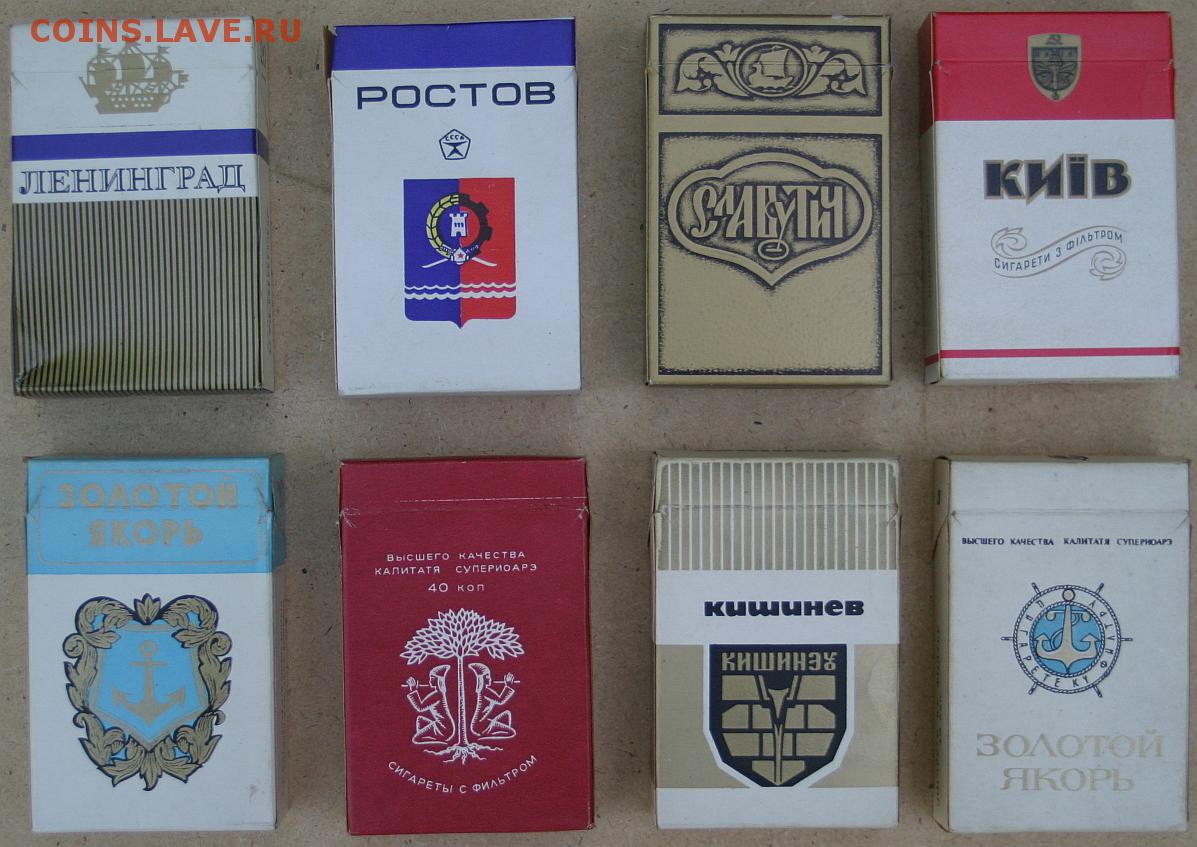 COINS.LAVE.RU
ЛЕНИНГРАД
РОСТОВ
СССР
СЛАВУТИЧ
КИЇВ
СИГАРЕТИ З ФІЛЬТРОМ
ЗОЛОТОЙ
ЯКОРЬ
ВЫСШЕГО КАЧЕСТВА
КАЛИТАТЯ СУПЕРИОАРЭ
40 КОП
СИГАРЕТЫ С ФИЛЬТРОМ
КИШИНЕВ
КИШИНЭУ
ВЫСШЕГО КАЧЕСТВА КАЛИТАТЯ СУПЕРИОАРЭ
ЗОЛОТОЙ
ЯКОРЬ